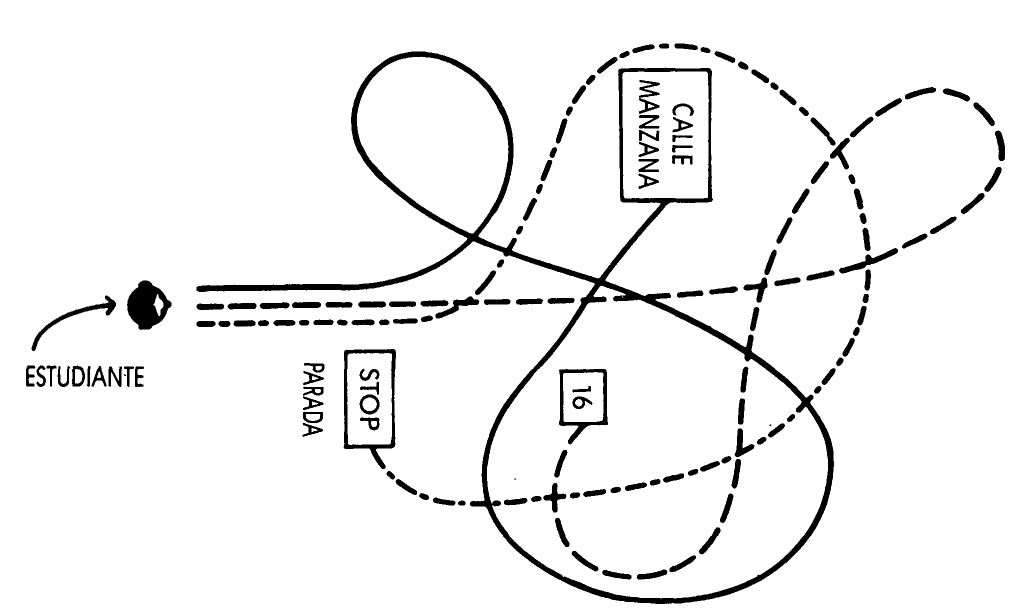 CALLE
MANZANA
ESTUDIANTE
STOP
PARADA
16